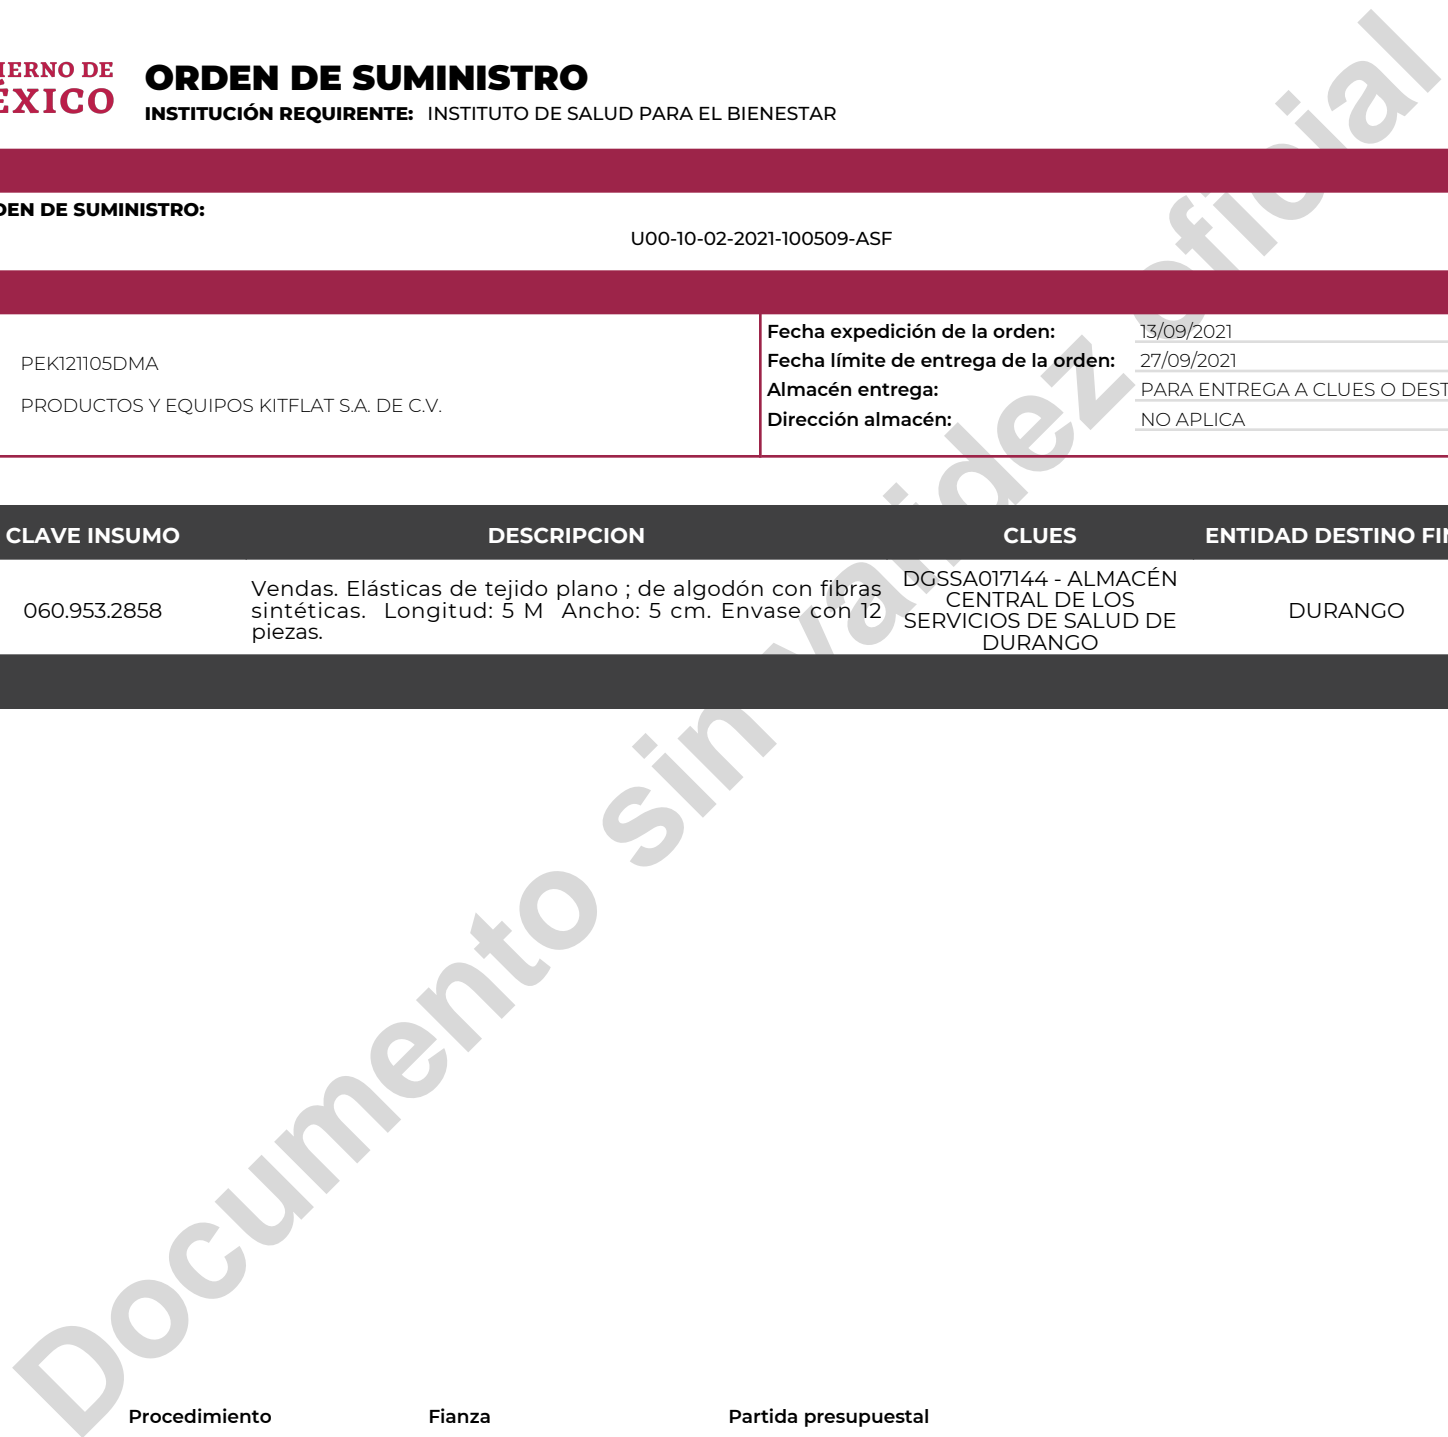 IERNO DE
ÉXICO
ORDEN DE SUMINISTRO
INSTITUCIÓN REQUIRENTE: INSTITUTO DE SALUD PARA EL BIENESTAR
DEN DE SUMINISTRO:
U00-10-02-2021-100509-ASF
PEK121105DMA
PRODUCTOS Y EQUIPOS KITFLAT S.A. DE C.V.
Fecha expedición de la orden: 13/09/2021
Fecha límite de entrega de la orden: 27/09/2021
Almacén entrega: PARA ENTREGA A CLUES O DEST
Dirección almacén: NO APLICA
CLAVE INSUMO DESCRIPCION CLUES ENTIDAD DESTINO FIN
060.953.2858
Vendas. Elásticas de tejido plano ; de algodón con fibras
sintéticas. Longitud: 5 M Ancho: 5 cm. Envase con 12
piezas.
DGSSA017144 - ALMACÉN
CENTRAL DE LOS
SERVICIOS DE SALUD DE
DURANGO
DURANGO
Documento sin validez oficial
Procedimiento Fianza Partida presupuestal